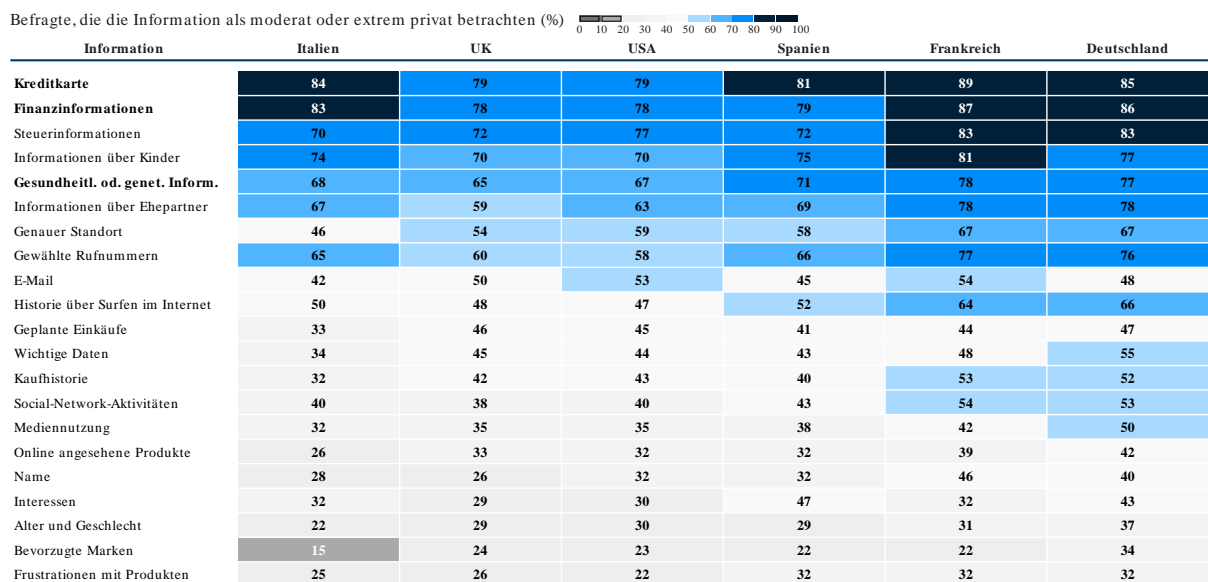 Befragte, die die Information als moderat oder extrem privat betrachten (%)
0 10 20 30 40 50 60 70 80 90 100
Information Italien UK USA Spanien Frankreich Deutschland
Kreditkarte 84 79 79 81 89 85
Finanzinformationen 83 78 78 79 87 86
Steuerinformationen 70 72 77 72 83 83
Informationen über Kinder 74 70 70 75 81 77
Gesundheitl. od. genet. Inform. 68 65 67 71 78 77
Informationen über Ehepartner 67 59 63 69 78 78
Genauer Standort 46 54 59 58 67 67
Gewählte Rufnummern 65 60 58 66 77 76
E-Mail 42 50 53 45 54 48
Historie über Surfen im Internet 50 48 47 52 64 66
Geplante Einkäufe 33 46 45 41 44 47
Wichtige Daten 34 45 44 43 48 55
Kaufhistorie 32 42 43 40 53 52
Social-Network-Aktivitäten 40 38 40 43 54 53
Mediennutzung 32 35 35 38 42 50
Online angesehene Produkte 26 33 32 32 39 42
Name 28 26 32 32 46 40
Interessen 32 29 30 47 32 43
Alter und Geschlecht 22 29 30 29 31 37
Bevorzugte Marken 15 24 23 22 22 34
Frustrationen mit Produkten 25 26 22 32 32 32